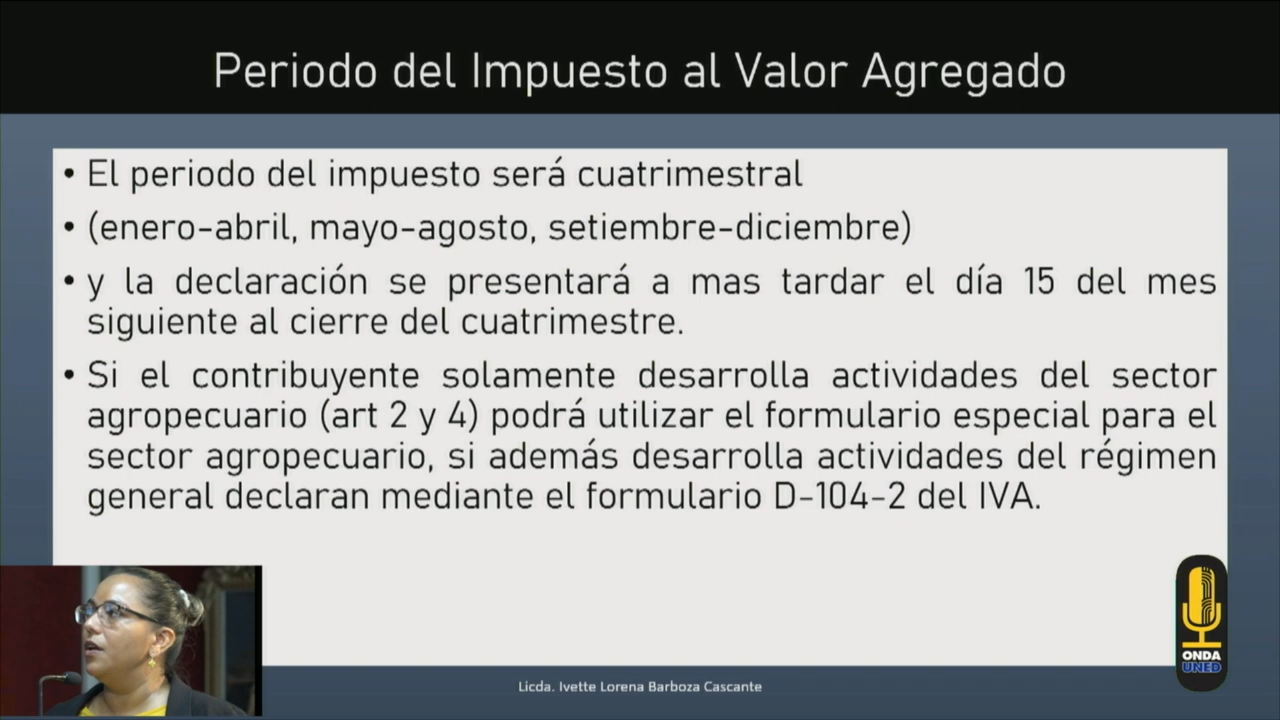 Periodo del Impuesto al Valor Agregado
• El periodo del impuesto será cuatrimestral
• (enero-abril, mayo-agosto, setiembre-diciembre)
• y la declaración se presentará a mas tardar el día 15 del mes
siguiente al cierre del cuatrimestre.
• Si el contribuyente solamente desarrolla actividades del sector
agropecuario (art 2 y 4) podrá utilizar el formulario especial para el
sector agropecuario, si además desarrolla actividades del régimen
general declaran mediante el formulario D-104-2 del IVA.
ONDA
UNED
Licda. Ivette Lorena Barboza Cascante